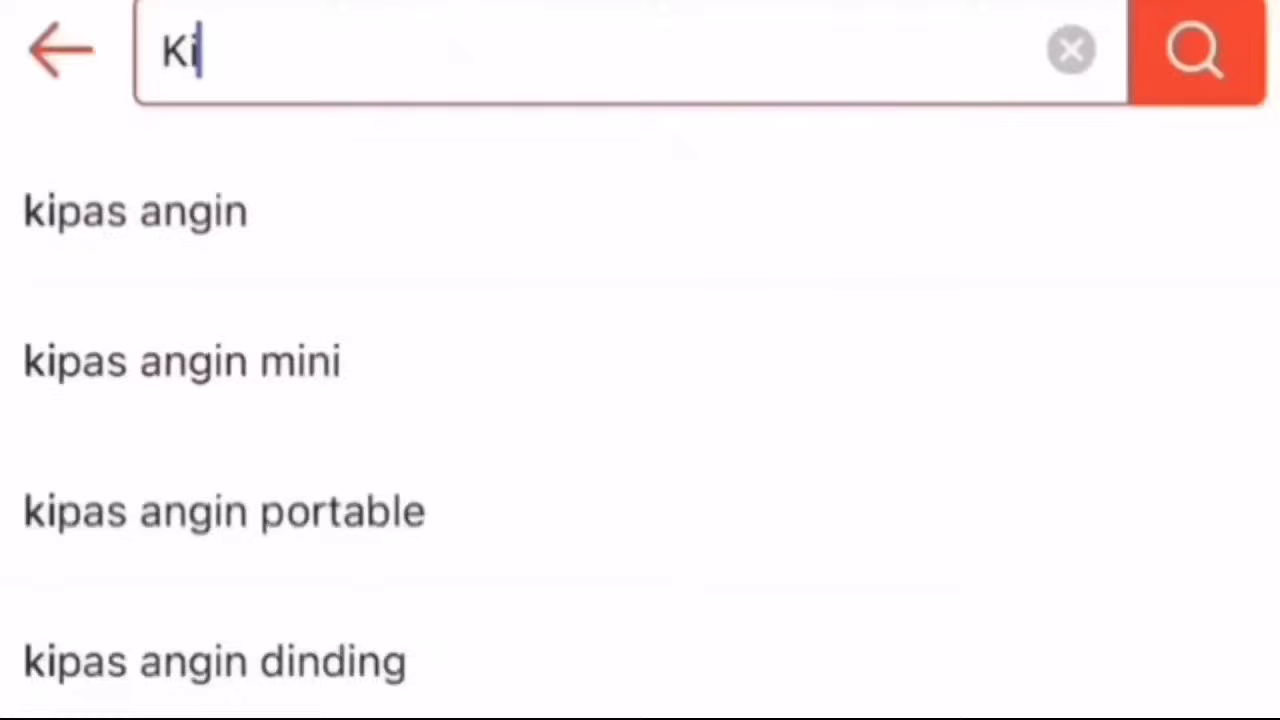 Ki
kipas angin
kipas angin mini
kipas angin portable
kipas angin dinding